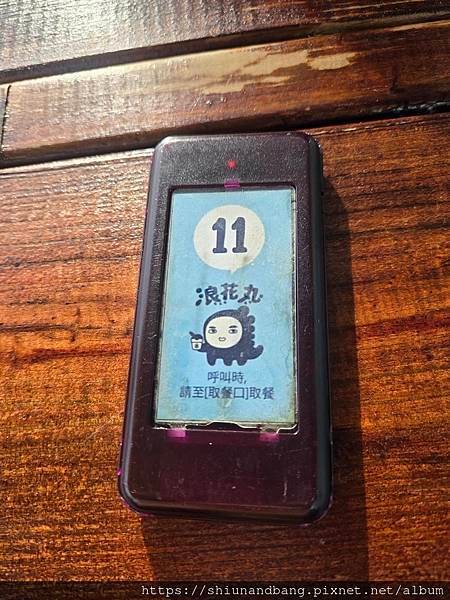 11
浪花丸
呼叫時,
請至[取餐口]取餐
https://shiunandbang.pixnet.net/album